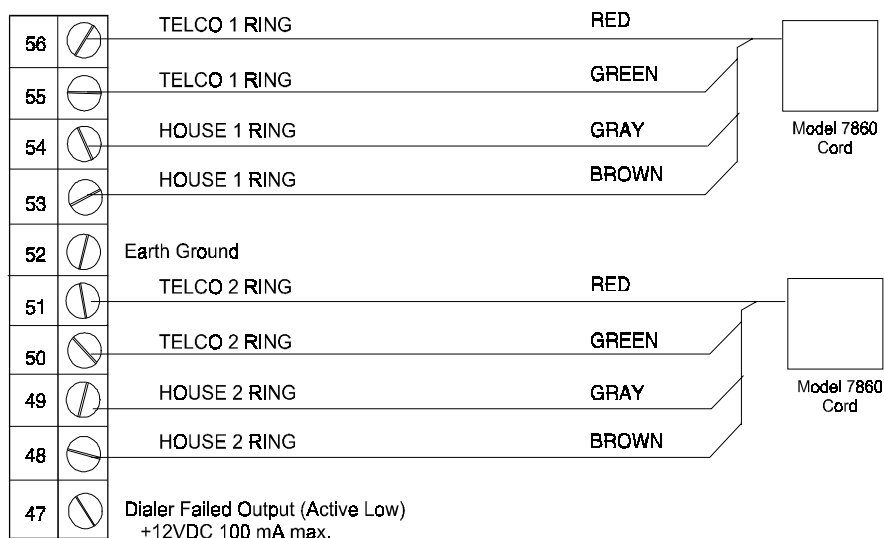 56 TELCO 1 RING RED
55 TELCO 1 RING GREEN
54 HOUSE 1 RING GRAY
53 HOUSE 1 RING BROWN
Model 7860
Cord
52 Earth Ground
51 TELCO 2 RING RED
50 TELCO 2 RING GREEN
49 HOUSE 2 RING GRAY
48 HOUSE 2 RING BROWN
Model 7860
Cord
47 Dialer Failed Output (Active Low)
+12VDC 100 mA max.